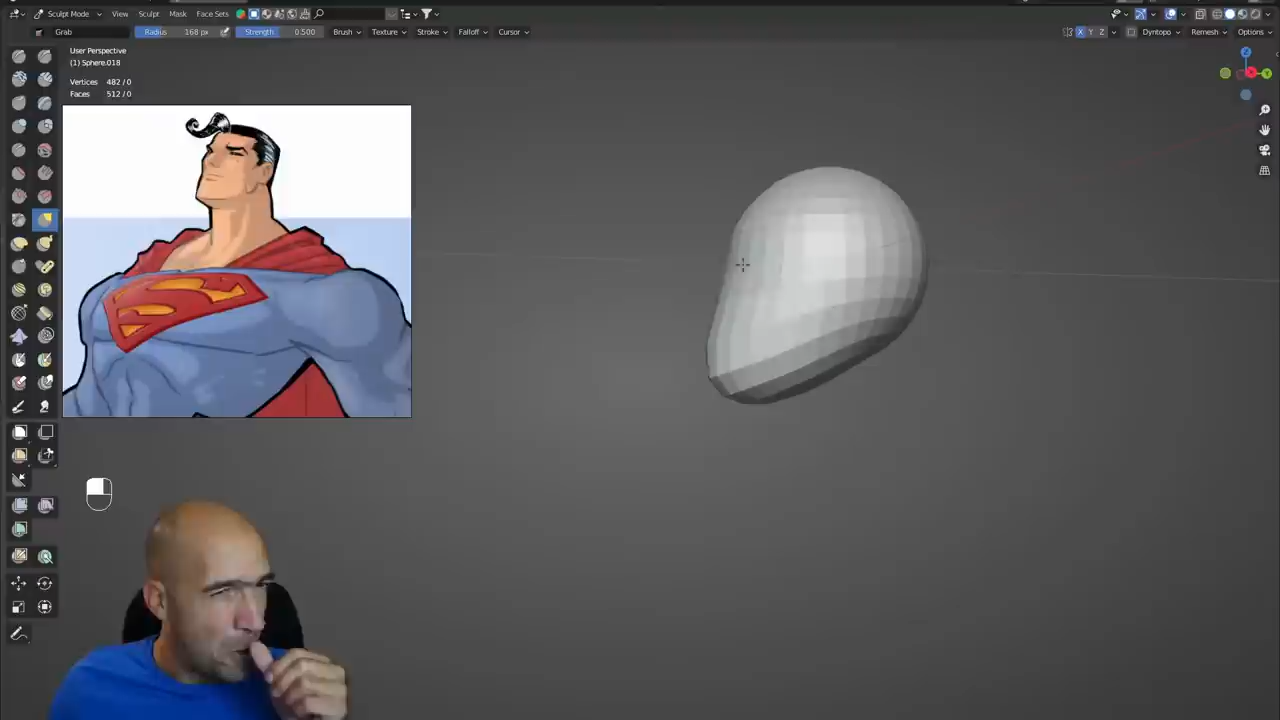 Sculpt Mode View Sculpt Mask Face Sets
Grab Radius 168 px Strength 0.500 Brush Texture Stroke Falloff Cursor X Y Z Dyntopo Remesh Options
User Perspective
(1) Sphere.018
Vertices 482 / 0
Faces 512 / 0
Z
Y
S